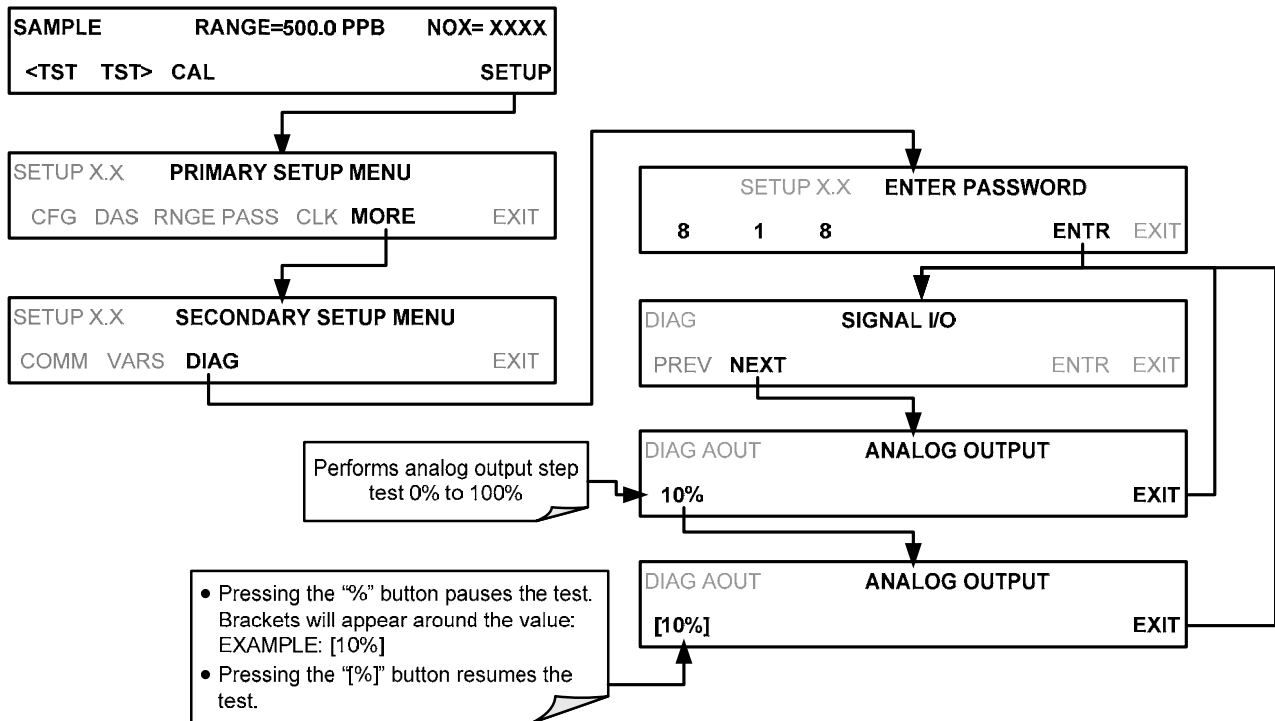 SAMPLE RANGE=500.0 PPB NOX= XXXX
<TST TST> CAL SETUP
SETUP X.X PRIMARY SETUP MENU
CFG DAS RNGE PASS CLK MORE EXIT
SETUP X.X SECONDARY SETUP MENU
COMM VARS DIAG EXIT
SETUP X.X ENTER PASSWORD
8 1 8 ENTR EXIT
DIAG SIGNAL I/O
PREV NEXT ENTR EXIT
Performs analog output step
test 0% to 100%
DIAG AOUT ANALOG OUTPUT
10% EXIT
DIAG AOUT ANALOG OUTPUT
[10%] EXIT
• Pressing the “%” button pauses the test.
Brackets will appear around the value:
EXAMPLE: [10%]
• Pressing the “[%]” button resumes the
test.